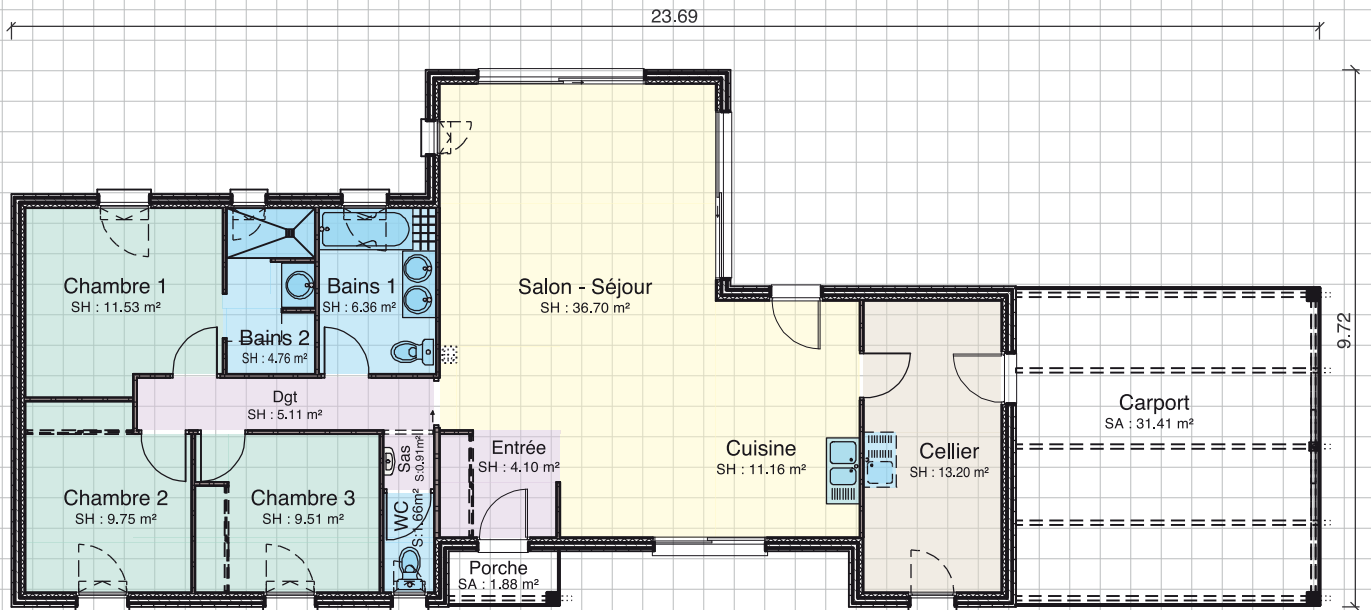 23.69
9.72
Chambre 1
SH : 11.53 m²
Bains 2
SH : 4.76 m²
Bains 1
SH : 6.36 m²
Salon - Séjour
SH : 36.70 m²
Dgt
SH : 5.11 m²
Chambre 2
SH : 9.75 m²
Chambre 3
SH : 9.51 m²
Sas
S:0.91m²
WC
S:1.66m²
Entrée
SH : 4.10 m²
Porche
SA : 1.88 m²
Cuisine
SH : 11.16 m²
Cellier
SH : 13.20 m²
Carport
SA : 31.41 m²